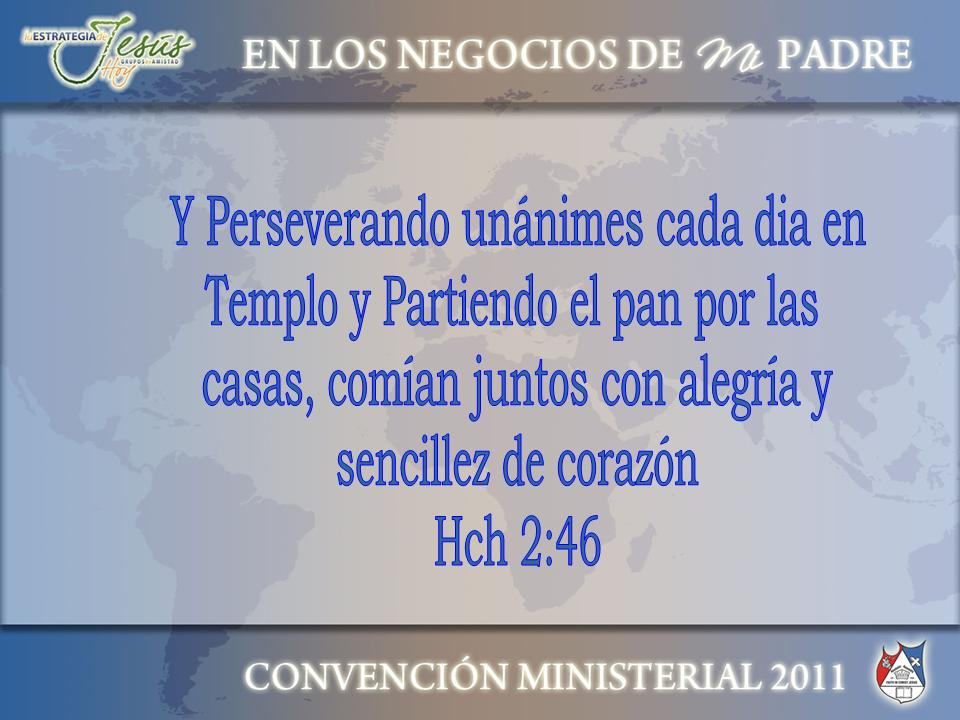 la ESTRATEGIA de
Jesús
GRUPOS de AMISTAD
Hoy
EN LOS NEGOCIOS DE Mi PADRE
Y Perseverando unánimes cada dia en
Templo y Partiendo el pan por las
casas, comían juntos con alegría y
sencillez de corazón
Hch 2:46
CONVENCIÓN MINISTERIAL 2011